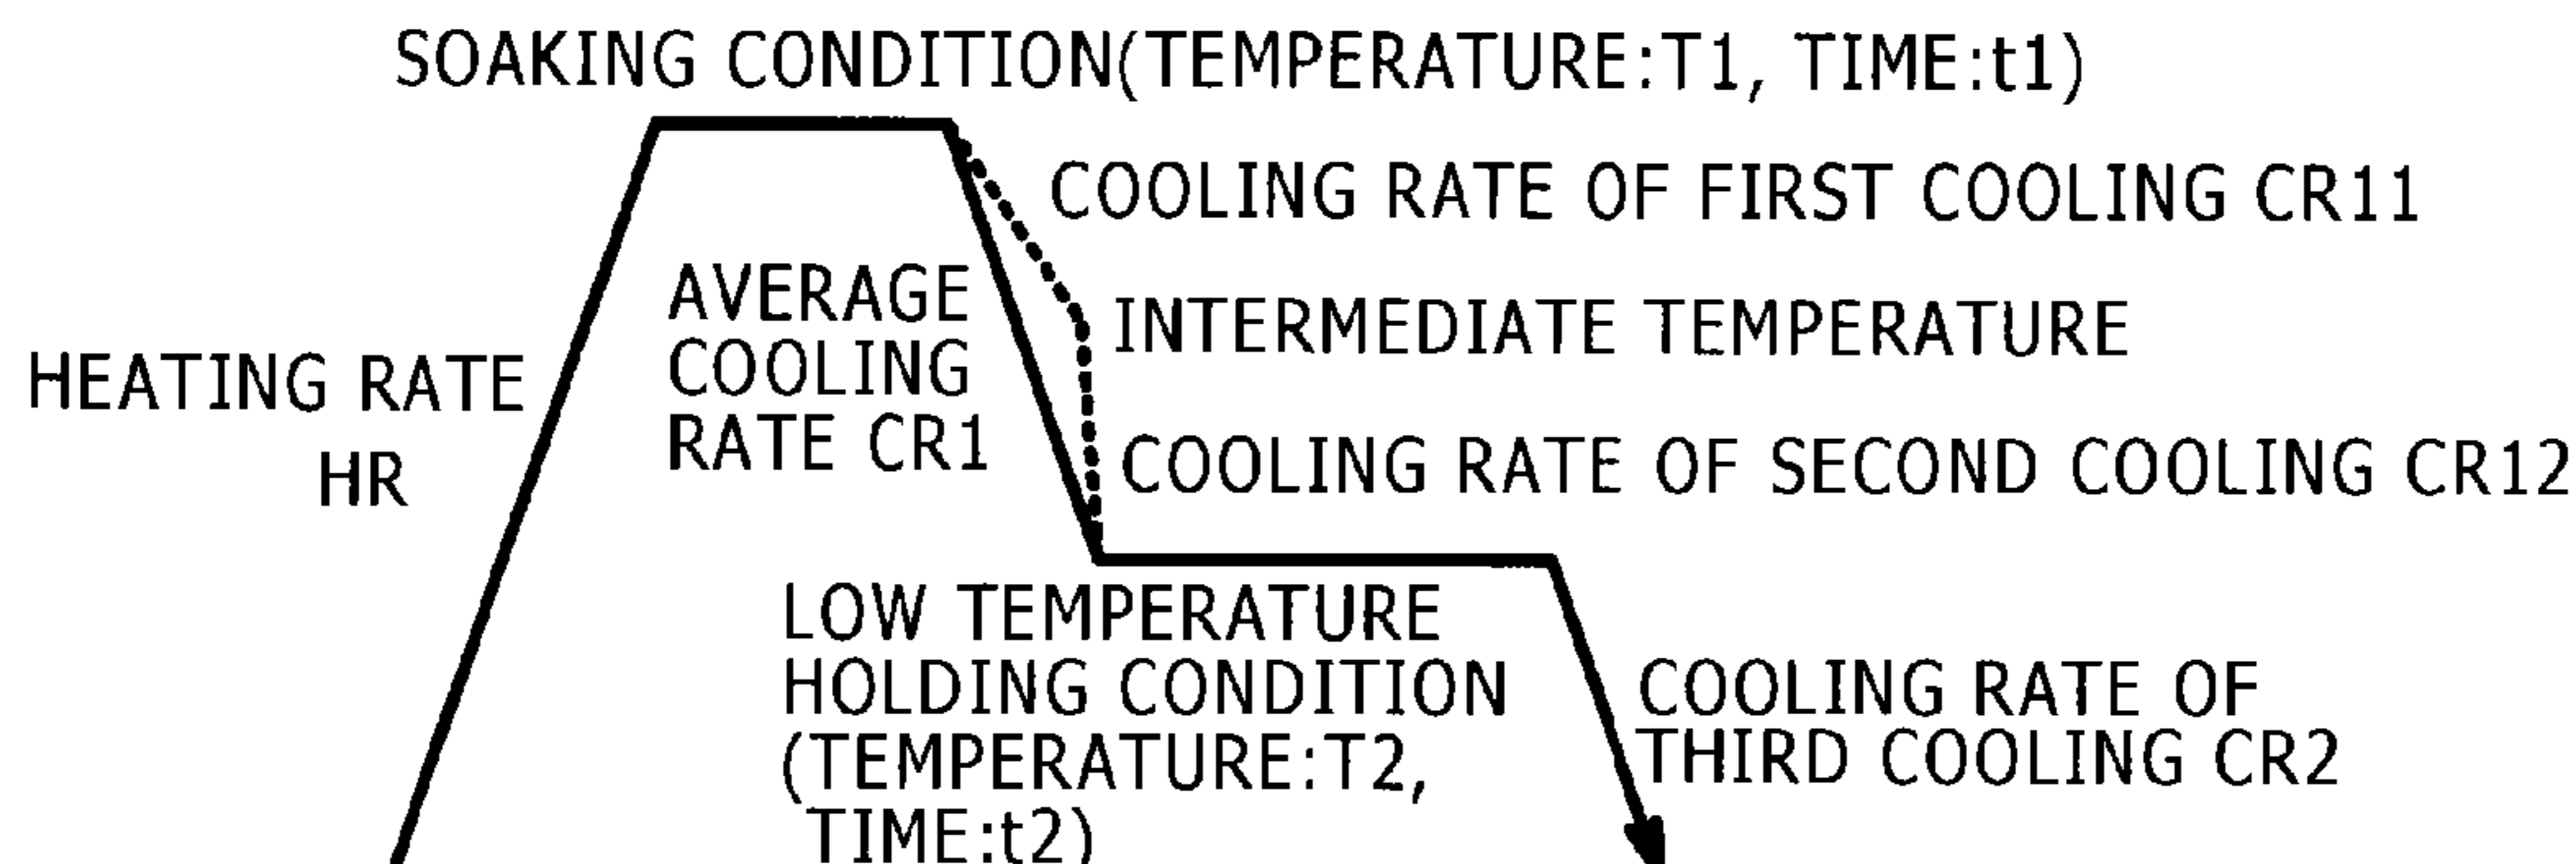 SOAKING CONDITION(TEMPERATURE:T1, TIME:t1)
COOLING RATE OF FIRST COOLING CR11
AVERAGE
COOLING
RATE CR1
INTERMEDIATE TEMPERATURE
HEATING RATE
HR
COOLING RATE OF SECOND COOLING CR12
LOW TEMPERATURE
HOLDING CONDITION
(TEMPERATURE:T2,
TIME:t2)
COOLING RATE OF
THIRD COOLING CR2